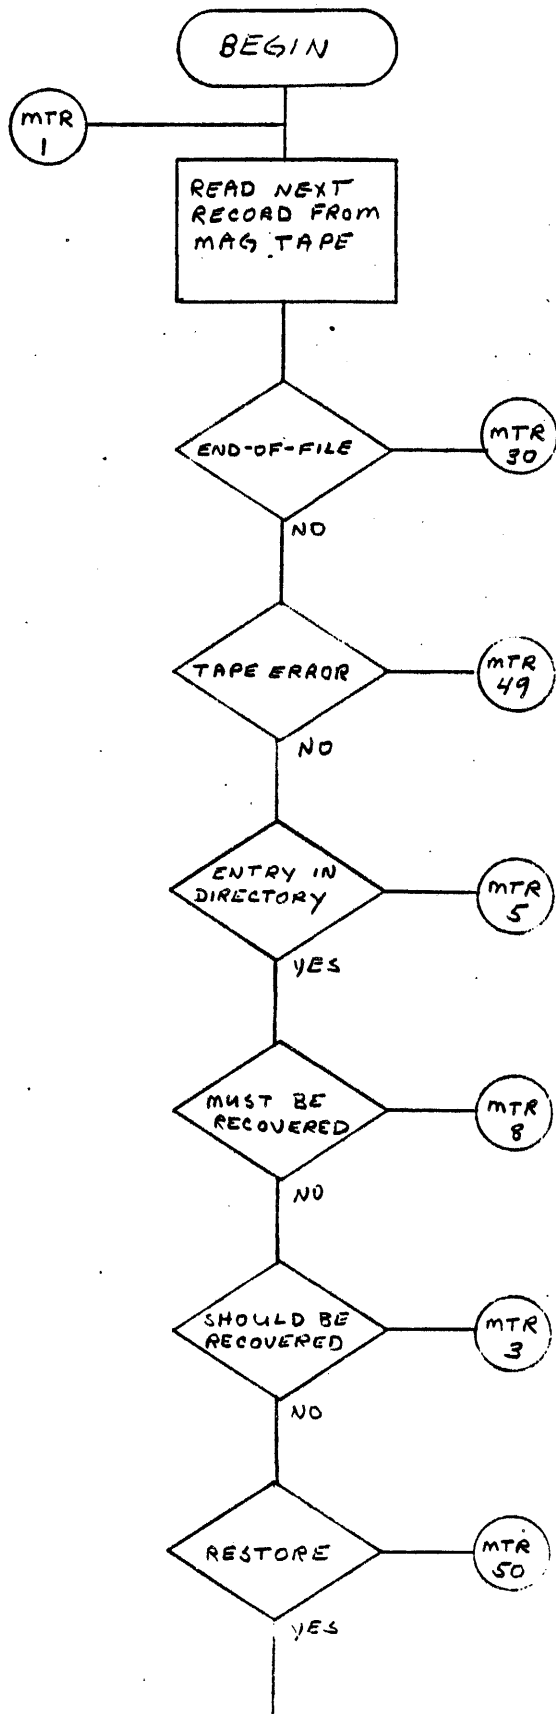 BEGIN
MTR
1
READ NEXT
RECORD FROM
MAG TAPE
END-OF-FILE
MTR
30
NO
TAPE ERROR
MTR
49
NO
ENTRY IN
DIRECTORY
MTR
5
YES
MUST BE
RECOVERED
MTR
8
NO
SHOULD BE
RECOVERED
MTR
3
NO
RESTORE
MTR
50
YES